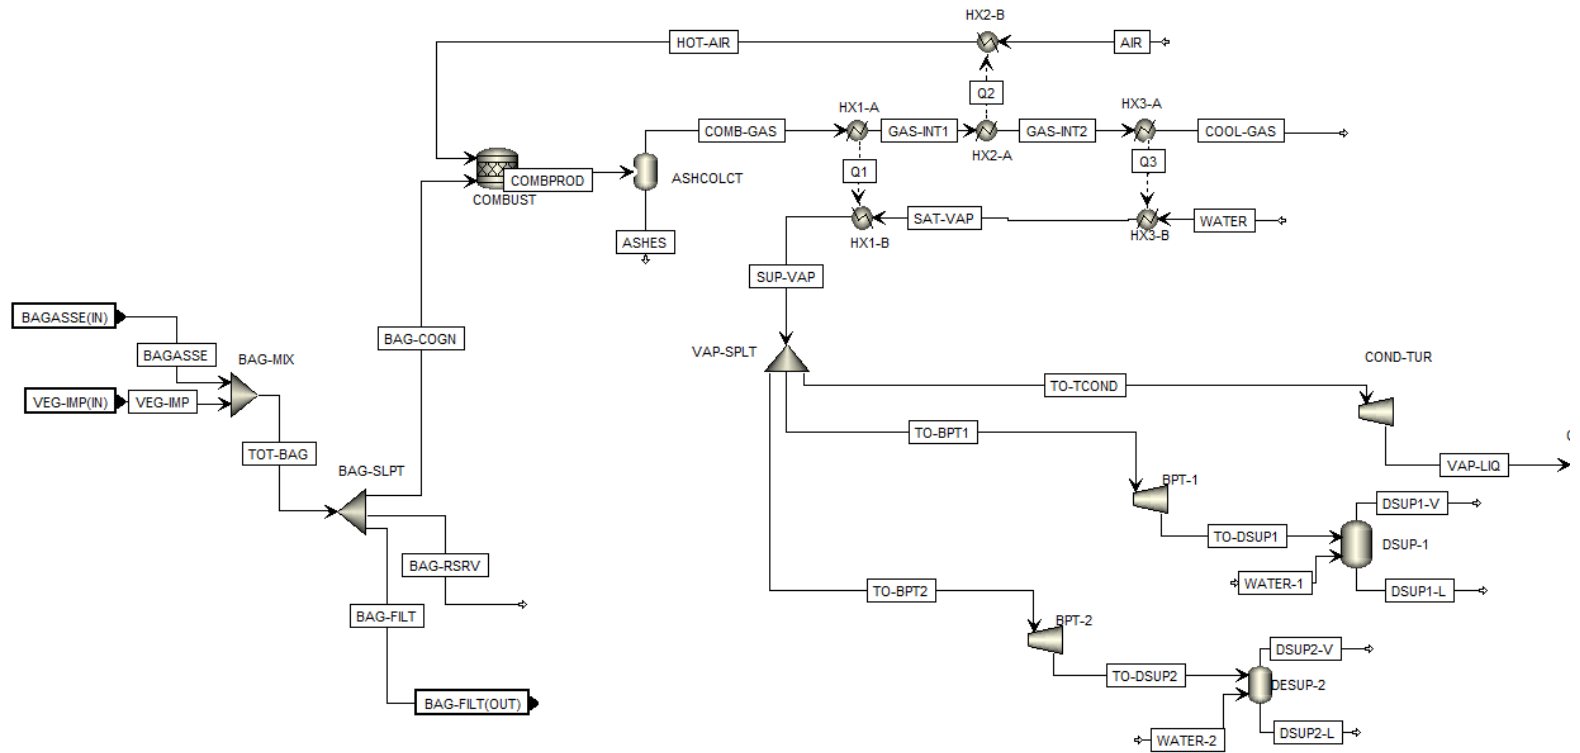 HX2-B
HOT-AIR
AIR
Q2
HX1-A
HX3-A
COMB-GAS
GAS-INT1
GAS-INT2
COOL-GAS
HX2-A
COMBPROD
ASHCOLCT
Q1
Q3
COMBUST
SAT-VAP
WATER
HX1-B
HX3-B
ASHES
SUP-VAP
BAGASSE(IN)
BAG-COGN
VAP-SPLT
BAGASSE
BAG-MIX
COND-TUR
TO-TCOND
VEG-IMP(IN)
VEG-IMP
TO-BPT1
TOT-BAG
BAG-SLPT
VAP-LIQ
BPT-1
DSUP1-V
TO-DSUP1
DSUP-1
BAG-RSRV
WATER-1
DSUP1-L
TO-BPT2
BAG-FILT
BPT-2
DSUP2-V
TO-DSUP2
DESUP-2
BAG-FILT(OUT)
WATER-2
DSUP2-L